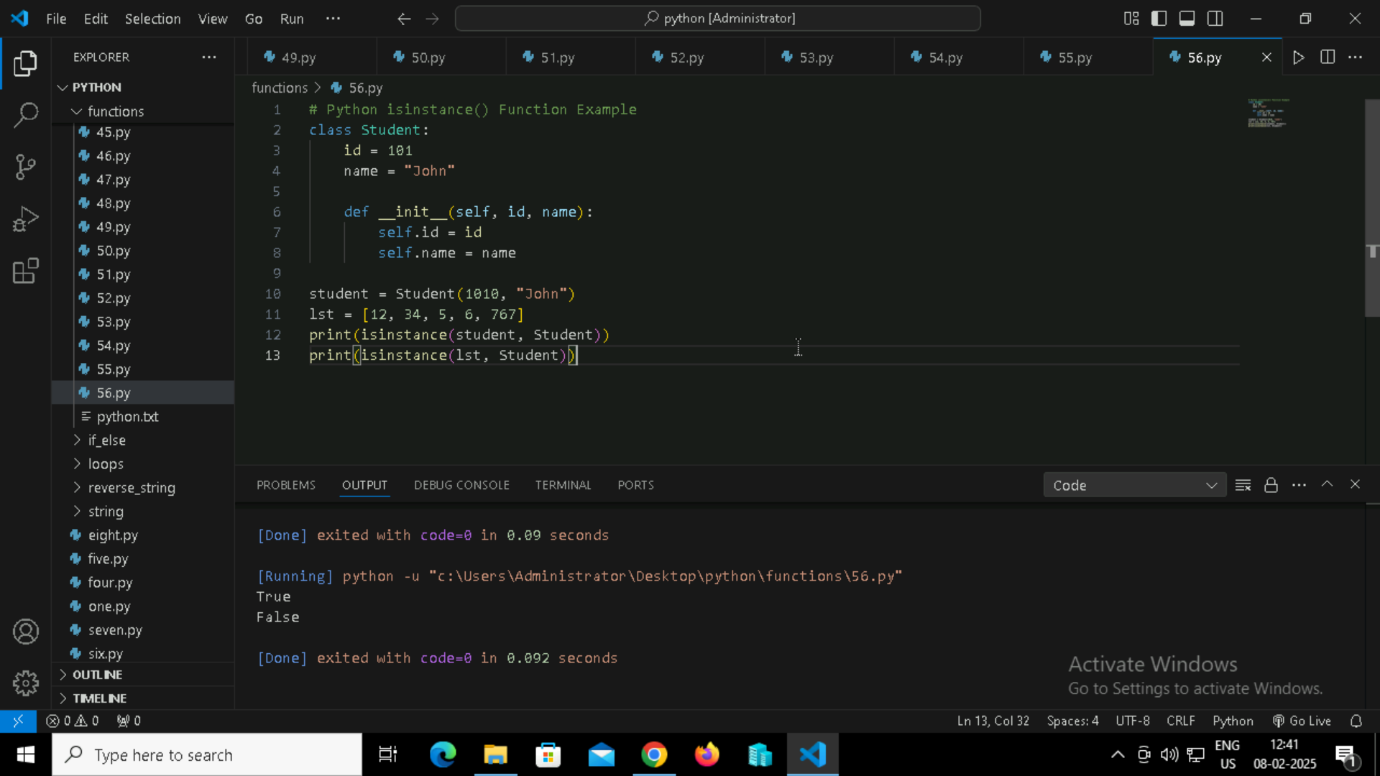 File Edit Selection View Go Run ···
python [Administrator]
EXPLORER ···
49.py 50.py 51.py 52.py 53.py 54.py 55.py 56.py
PYTHON
functions
45.py
46.py
47.py
48.py
49.py
50.py
51.py
52.py
53.py
54.py
55.py
56.py
python.txt
if_else
loops
reverse_string
string
eight.py
five.py
four.py
one.py
seven.py
six.py
OUTLINE
TIMELINE
functions > 56.py
1 # Python isinstance() Function Example
2 class Student:
3     id = 101
4     name = "John"
5
6     def __init__(self, id, name):
7         self.id = id
8         self.name = name
9
10 student = Student(1010, "John")
11 lst = [12, 34, 5, 6, 767]
12 print(isinstance(student, Student))
13 print(isinstance(lst, Student))
PROBLEMS OUTPUT DEBUG CONSOLE TERMINAL PORTS
Code
[Done] exited with code=0 in 0.09 seconds
[Running] python -u "c:\Users\Administrator\Desktop\python\functions\56.py"
True
False
[Done] exited with code=0 in 0.092 seconds
Activate Windows
Go to Settings to activate Windows.
0 0 0
Ln 13, Col 32 Spaces: 4 UTF-8 CRLF Python Go Live
Type here to search
ENG
US
12:41
08-02-2025
1